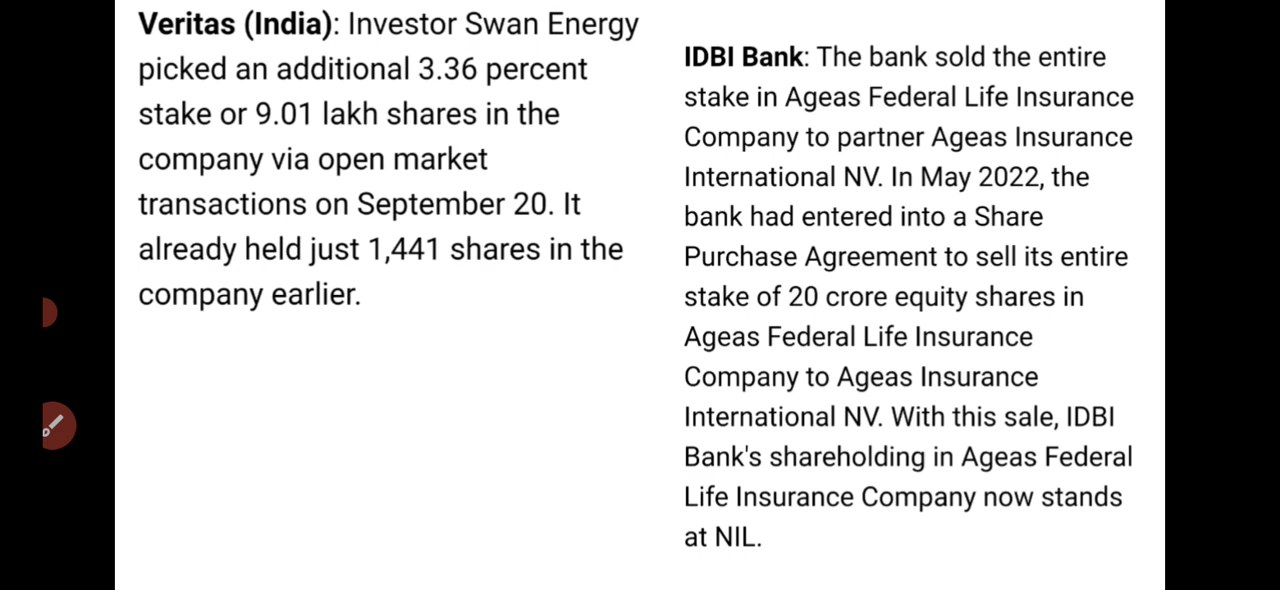 Veritas (India): Investor Swan Energy
picked an additional 3.36 percent
stake or 9.01 lakh shares in the
company via open market
transactions on September 20. It
already held just 1,441 shares in the
company earlier.
IDBI Bank: The bank sold the entire
stake in Ageas Federal Life Insurance
Company to partner Ageas Insurance
International NV. In May 2022, the
bank had entered into a Share
Purchase Agreement to sell its entire
stake of 20 crore equity shares in
Ageas Federal Life Insurance
Company to Ageas Insurance
International NV. With this sale, IDBI
Bank's shareholding in Ageas Federal
Life Insurance Company now stands
at NIL.